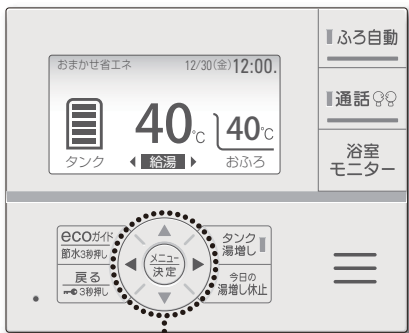 おまかせ省エネ 12/30(金)12:00.
40℃ 40℃
タンク 給湯 おふろ
ふろ自動
通話
浴室
モニター
ecoガイド
節水3秒押し
戻る
3秒押し
メニュー
決定
タンク
湯増し
今日の
湯増し休止